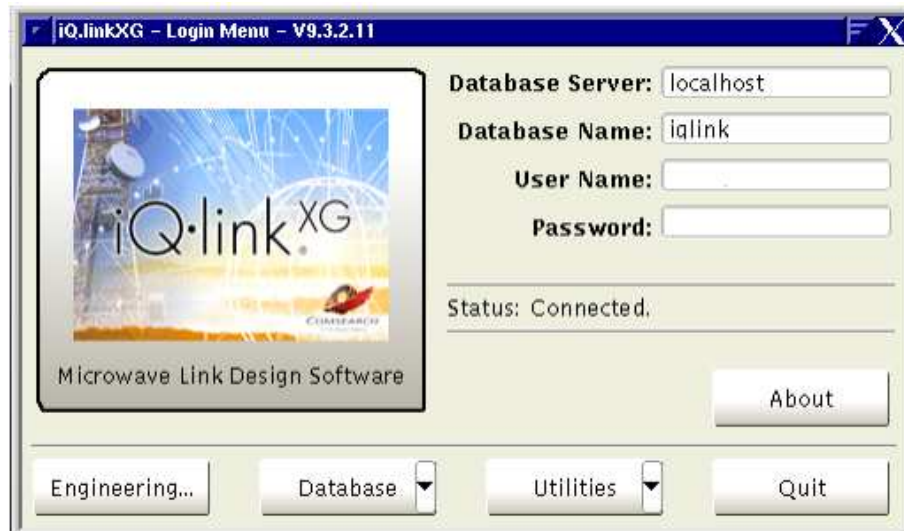 iQ.linkXG – Login Menu – V9.3.2.11
Database Server: localhost
Database Name: iqlink
User Name:
Password:
iQ·link XG
®
COMSEARCH
Status: Connected.
Microwave Link Design Software
About
Engineering...
Database
Utilities
Quit